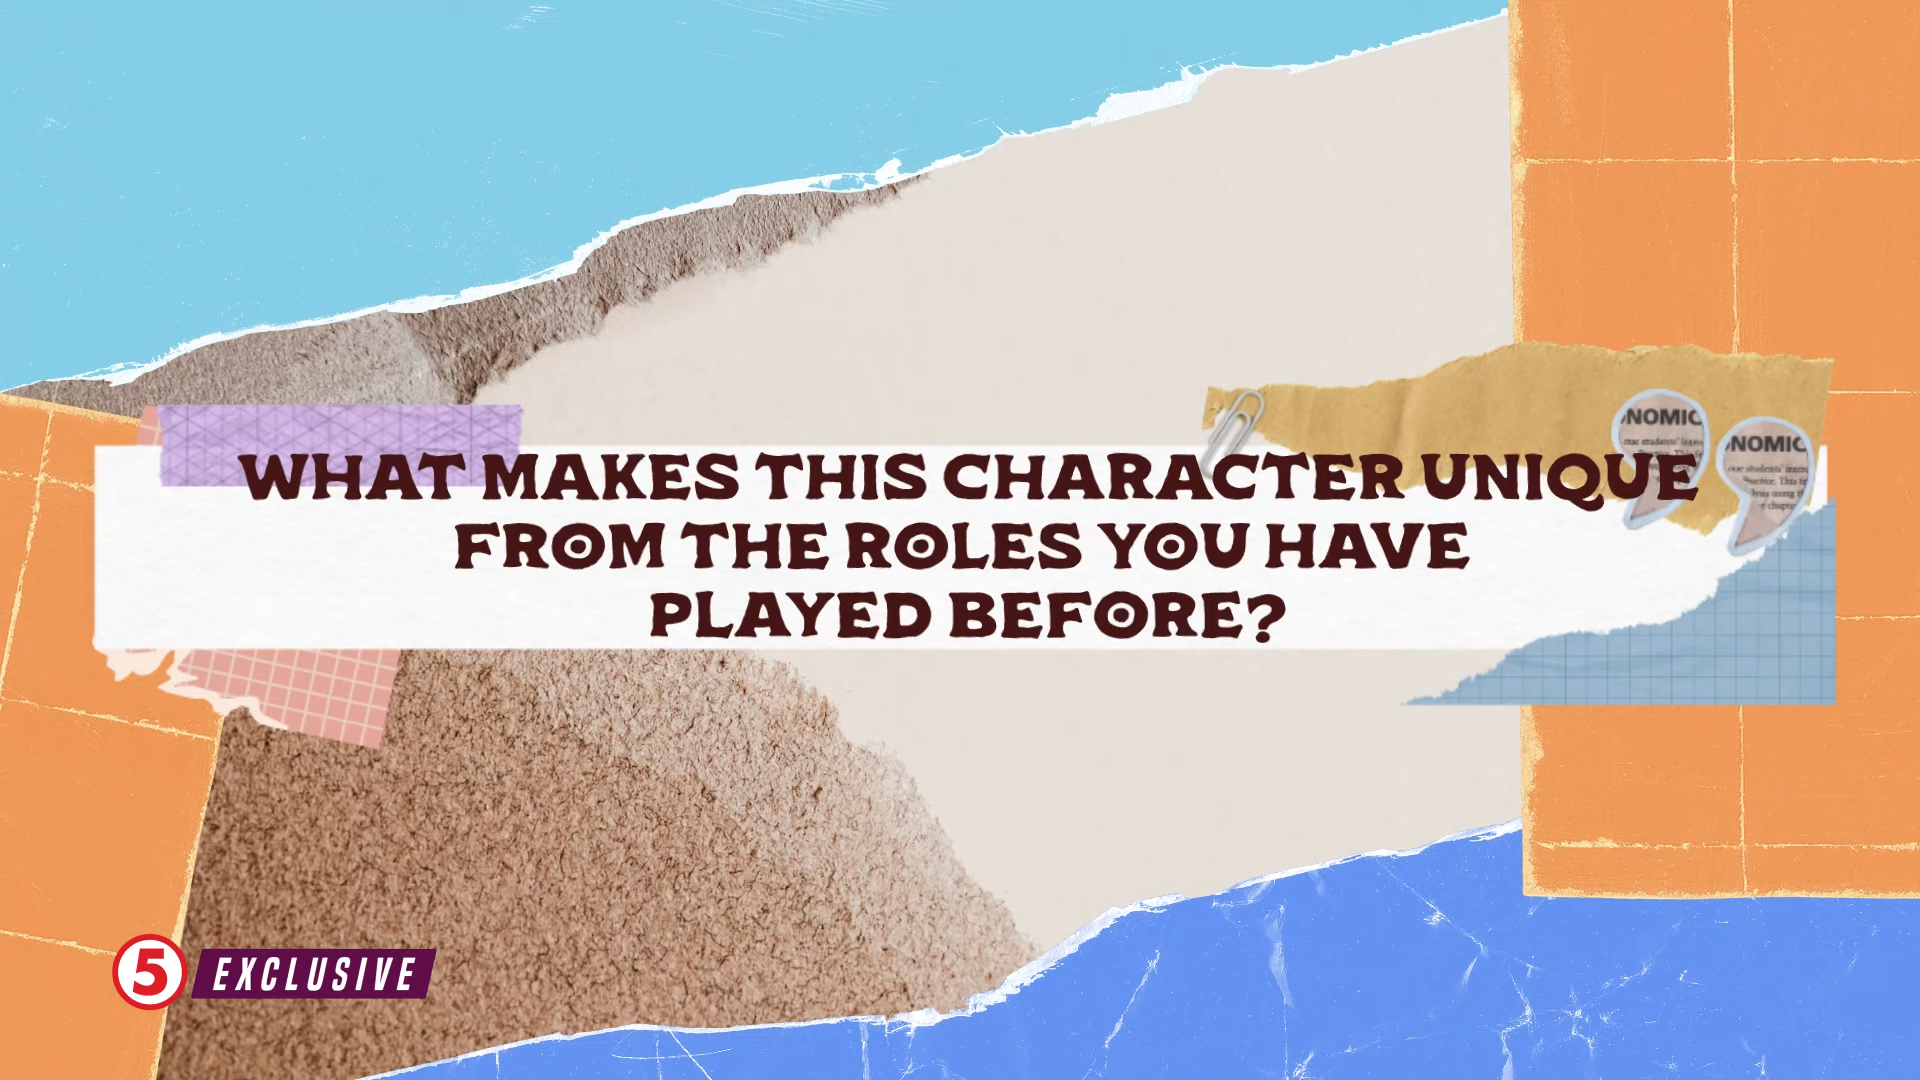 NOMIC
NOMIC
WHAT MAKES THIS CHARACTER UNIQUE
FROM THE ROLES YOU HAVE
PLAYED BEFORE?
5 EXCLUSIVE